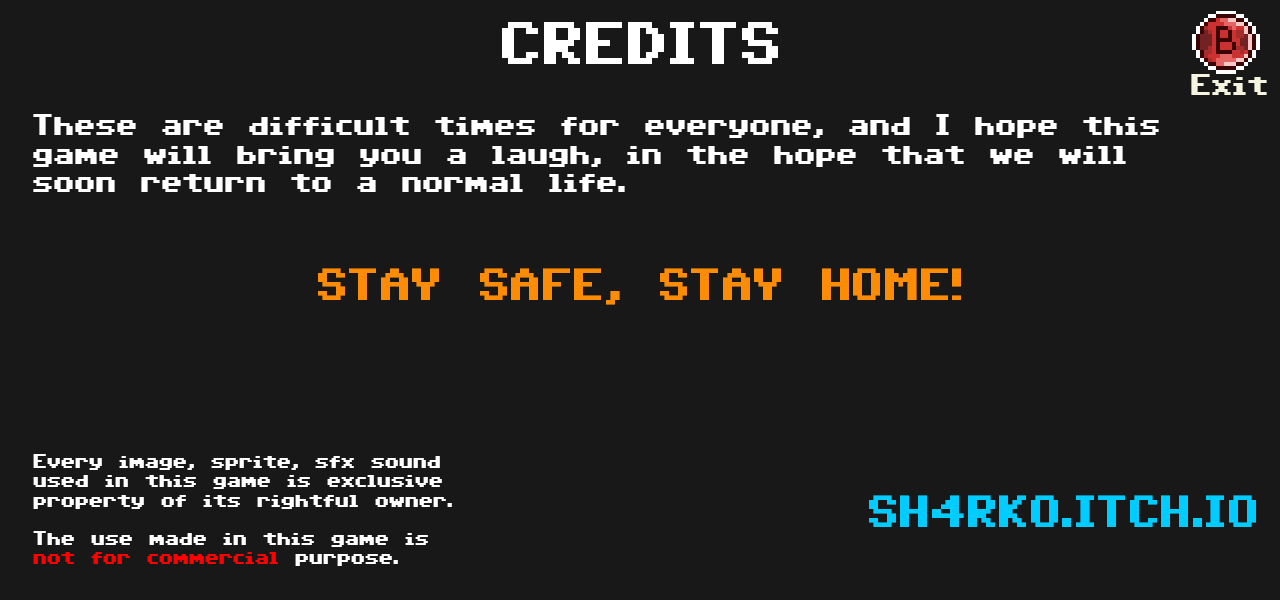 CREDITS
B
Exit
These are difficult times for everyone, and I hope this
game will bring you a laugh, in the hope that we will
soon return to a normal life.
STAY SAFE, STAY HOME!
Every image, sprite, sfx sound
used in this game is exclusive
property of its rightful owner.
The use made in this game is
not for commercial purpose.
SH4RKO.ITCH.IO